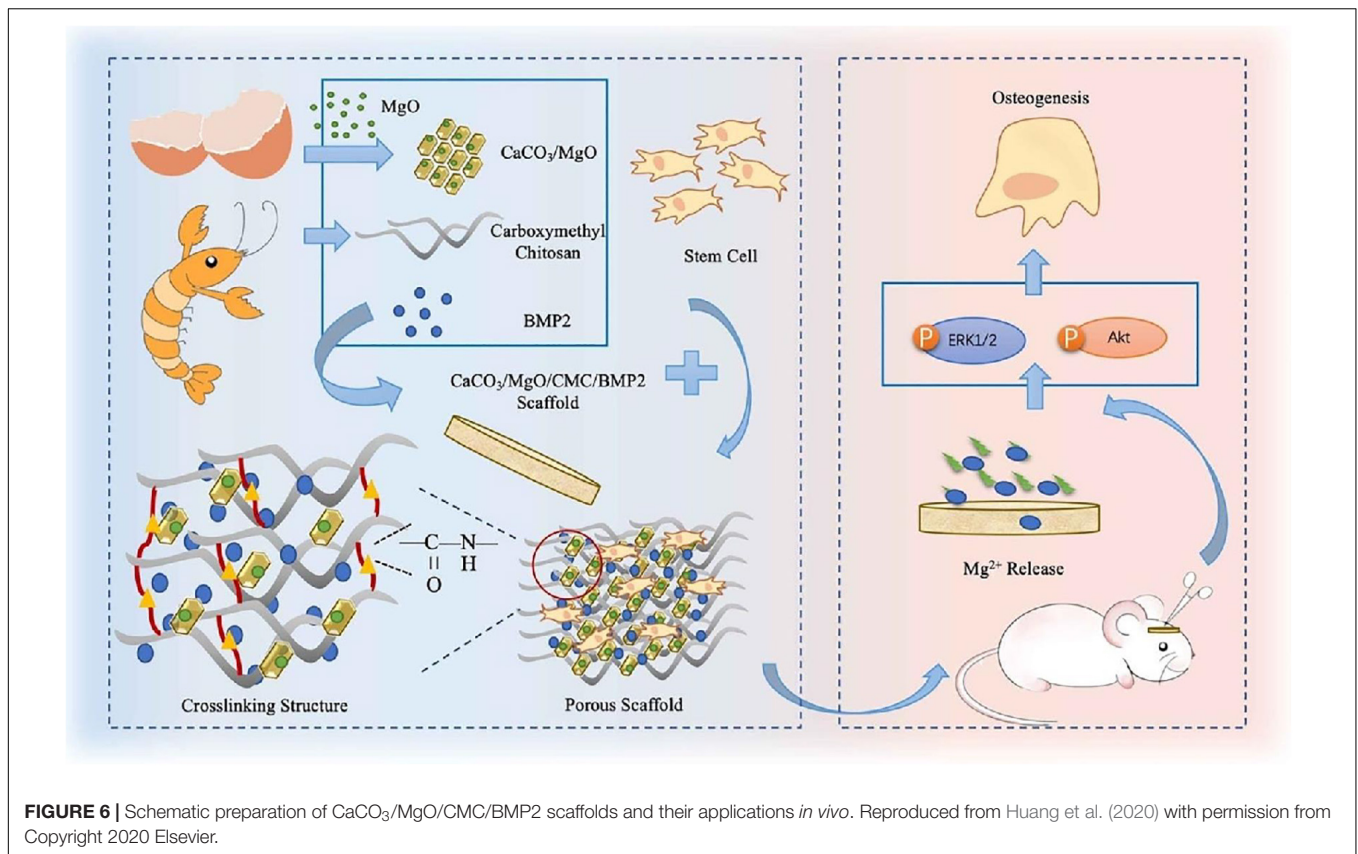 MgO
CaCO₃/MgO
Carboxymethyl
Chitosan
BMP2
Stem Cell
CaCO₃/MgO/CMC/BMP2
Scaffold
C N
O H
Crosslinking Structure
Porous Scaffold
Osteogenesis
P ERK1/2
P Akt
Mg²⁺ Release
FIGURE 6 | Schematic preparation of CaCO₃/MgO/CMC/BMP2 scaffolds and their applications in vivo. Reproduced from Huang et al. (2020) with permission from
Copyright 2020 Elsevier.